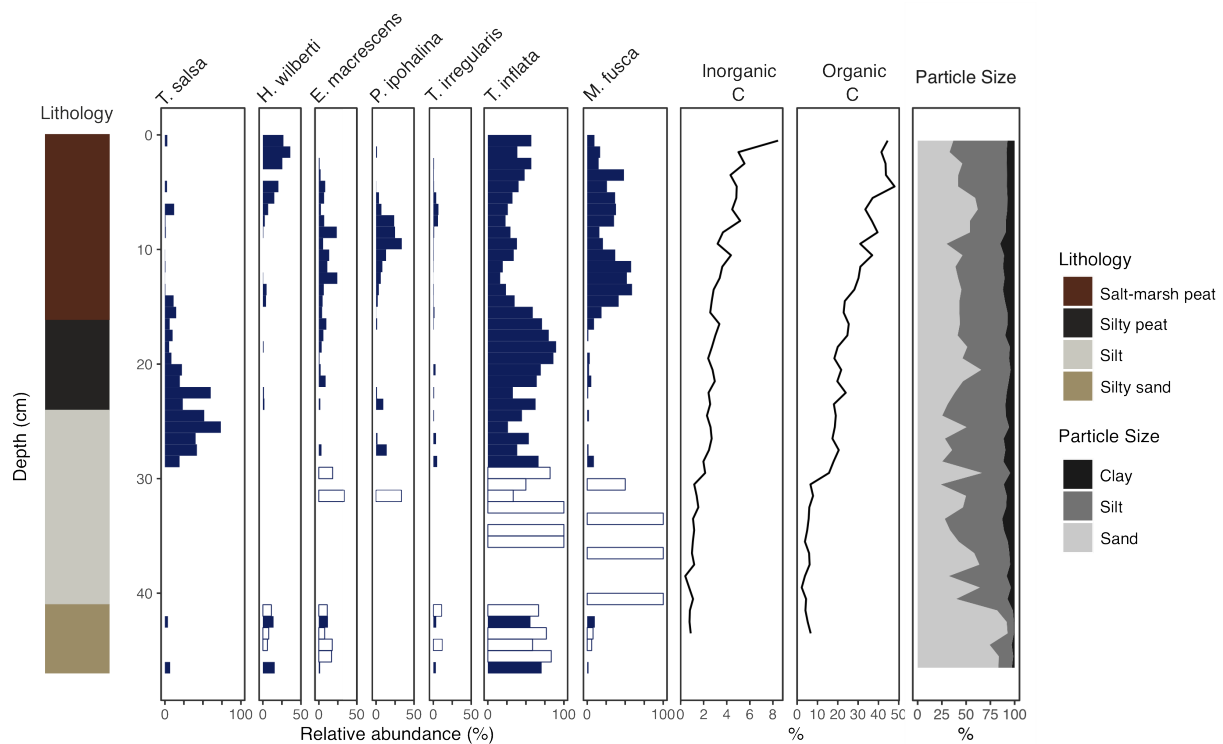 Lithology
T. salsa
H. wilberti
E. macrescens
P. ipohalina
T. irregularis
T. inflata
M. fusca
Inorganic
C
Organic
C
Particle Size
Depth (cm)
0
10
20
30
40
0 100
0 50
0 50
0 50
0 50
0 100
0 100
0 2 4 6 8
0 10 20 30 40 50
0 25 50 75 100
Relative abundance (%)
%
%
Lithology
Salt-marsh peat
Silty peat
Silt
Silty sand
Particle Size
Clay
Silt
Sand